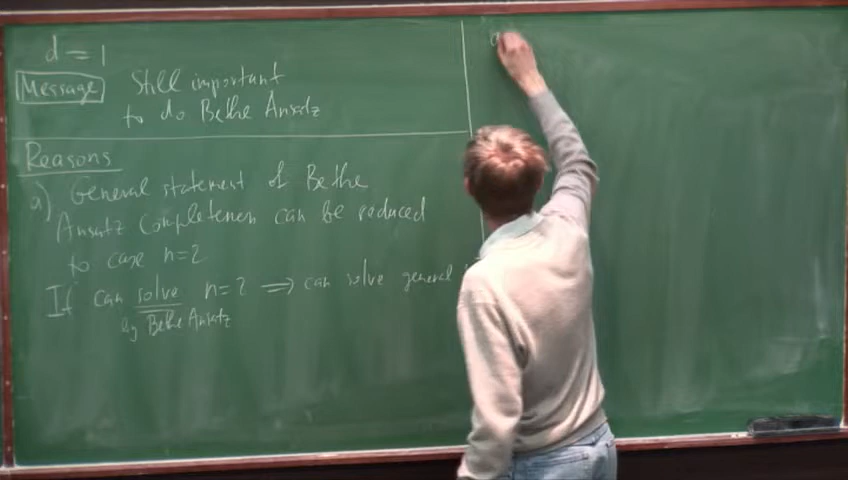 d = 1
Message Still important
to do Bethe Ansatz
Reasons
a) General statement of Bethe
Ansatz completeness can be reduced
to case n=2
If can solve n=2 ⟹ can solve general
by Bethe Ansatz